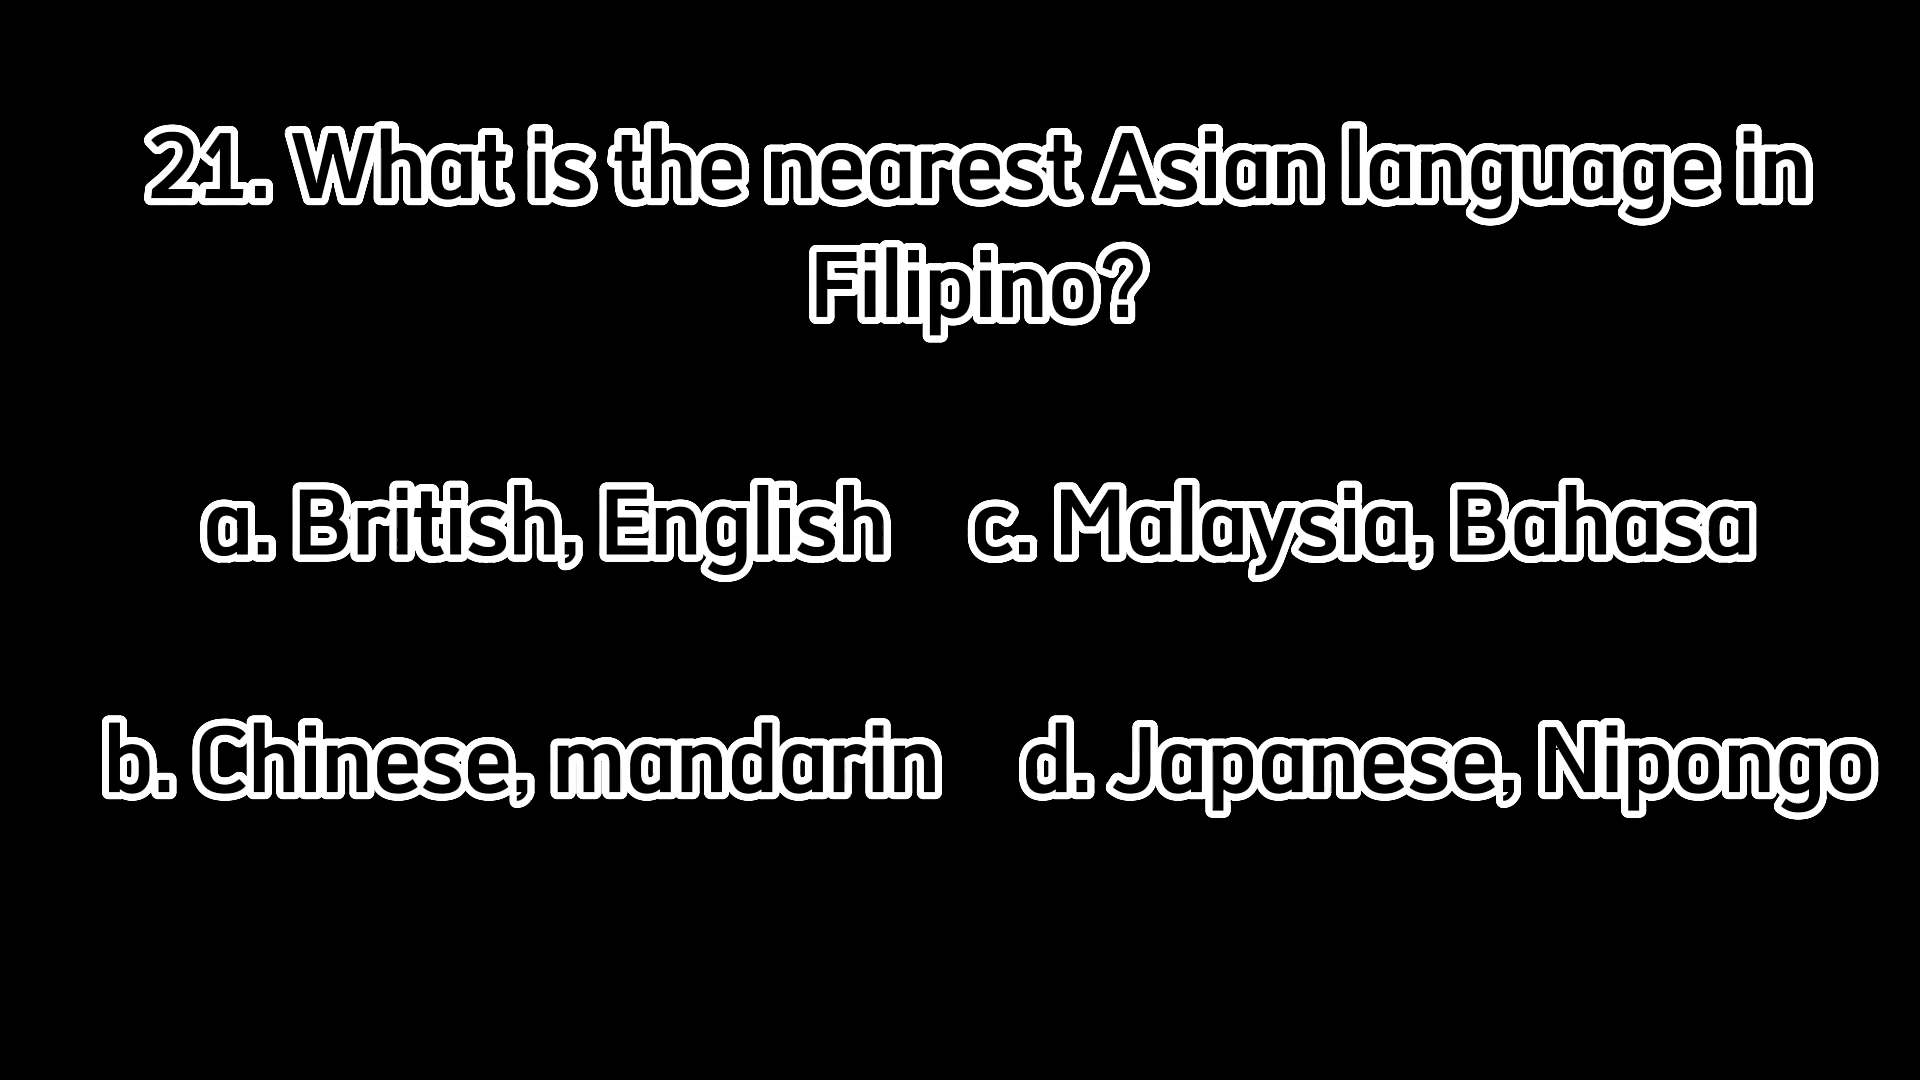 21. What is the nearest Asian language in
Filipino?
a. British, English c. Malaysia, Bahasa
b. Chinese, mandarin d. Japanese, Nipongo